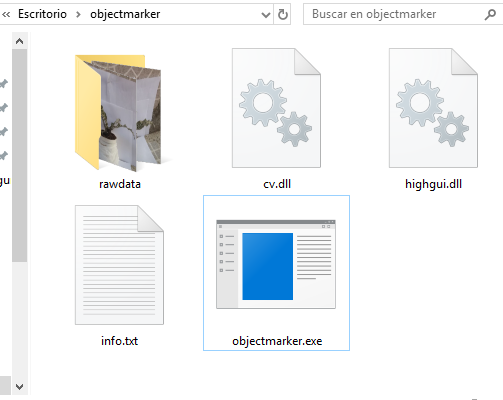 Escritorio
objectmarker
Buscar en objectmarker
rawdata
cv.dll
highgui.dll
info.txt
objectmarker.exe